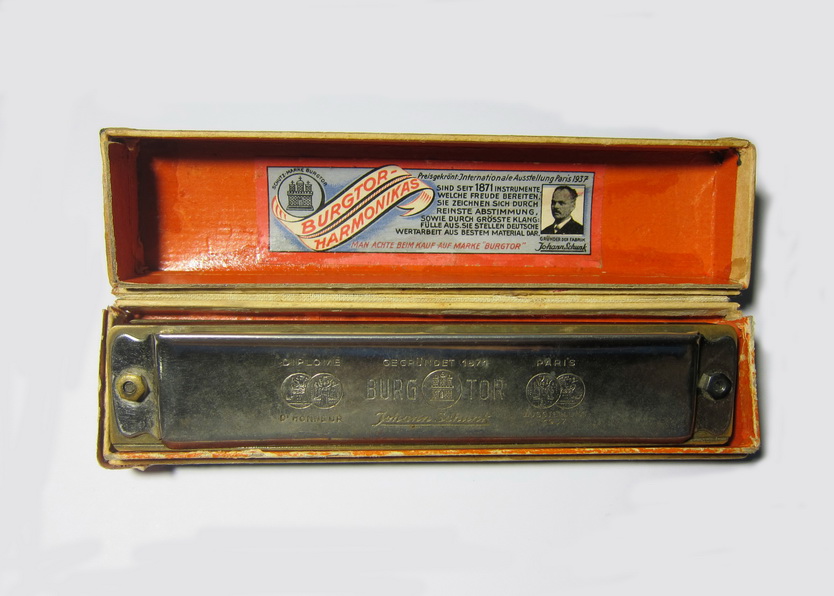 SCHUTZ-MARKE BURGTOR
BURGTOR-
HARMONIKAS
Preisgekrönt: Internationale Ausstellung Paris 1937
SIND SEIT 1871 INSTRUMENTE,
WELCHE FREUDE BEREITEN,
SIE ZEICHNEN SICH DURCH
REINSTE ABSTIMMUNG,
SOWIE DURCH GRÖSSTE KLANG-
FÜLLE AUS. SIE STELLEN DEUTSCHE
WERTARBEIT AUS BESTEM MATERIAL DAR.
MAN ACHTE BEIM KAUF AUF MARKE "BURGTOR"
GRÜNDER DER FABRIK
Johann Schunk
DIPLOME GEGRÜNDET 1871 PARIS
BURG TOR
D'HONNEUR Johann Schunk